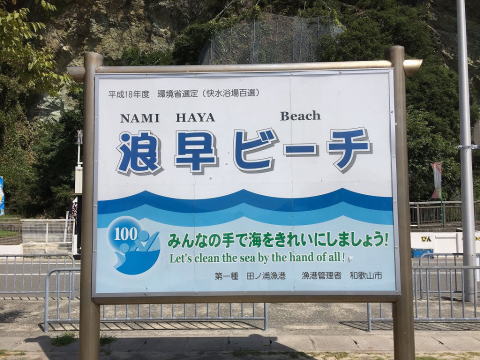 平成18年度　環境省選定（快水浴場百選）
NAMI HAYA Beach
浪早ビーチ
100
みんなの手で海をきれいにしましょう!
Let's clean the sea by the hand of all!
第一種　田ノ浦漁港　漁港管理者　和歌山市